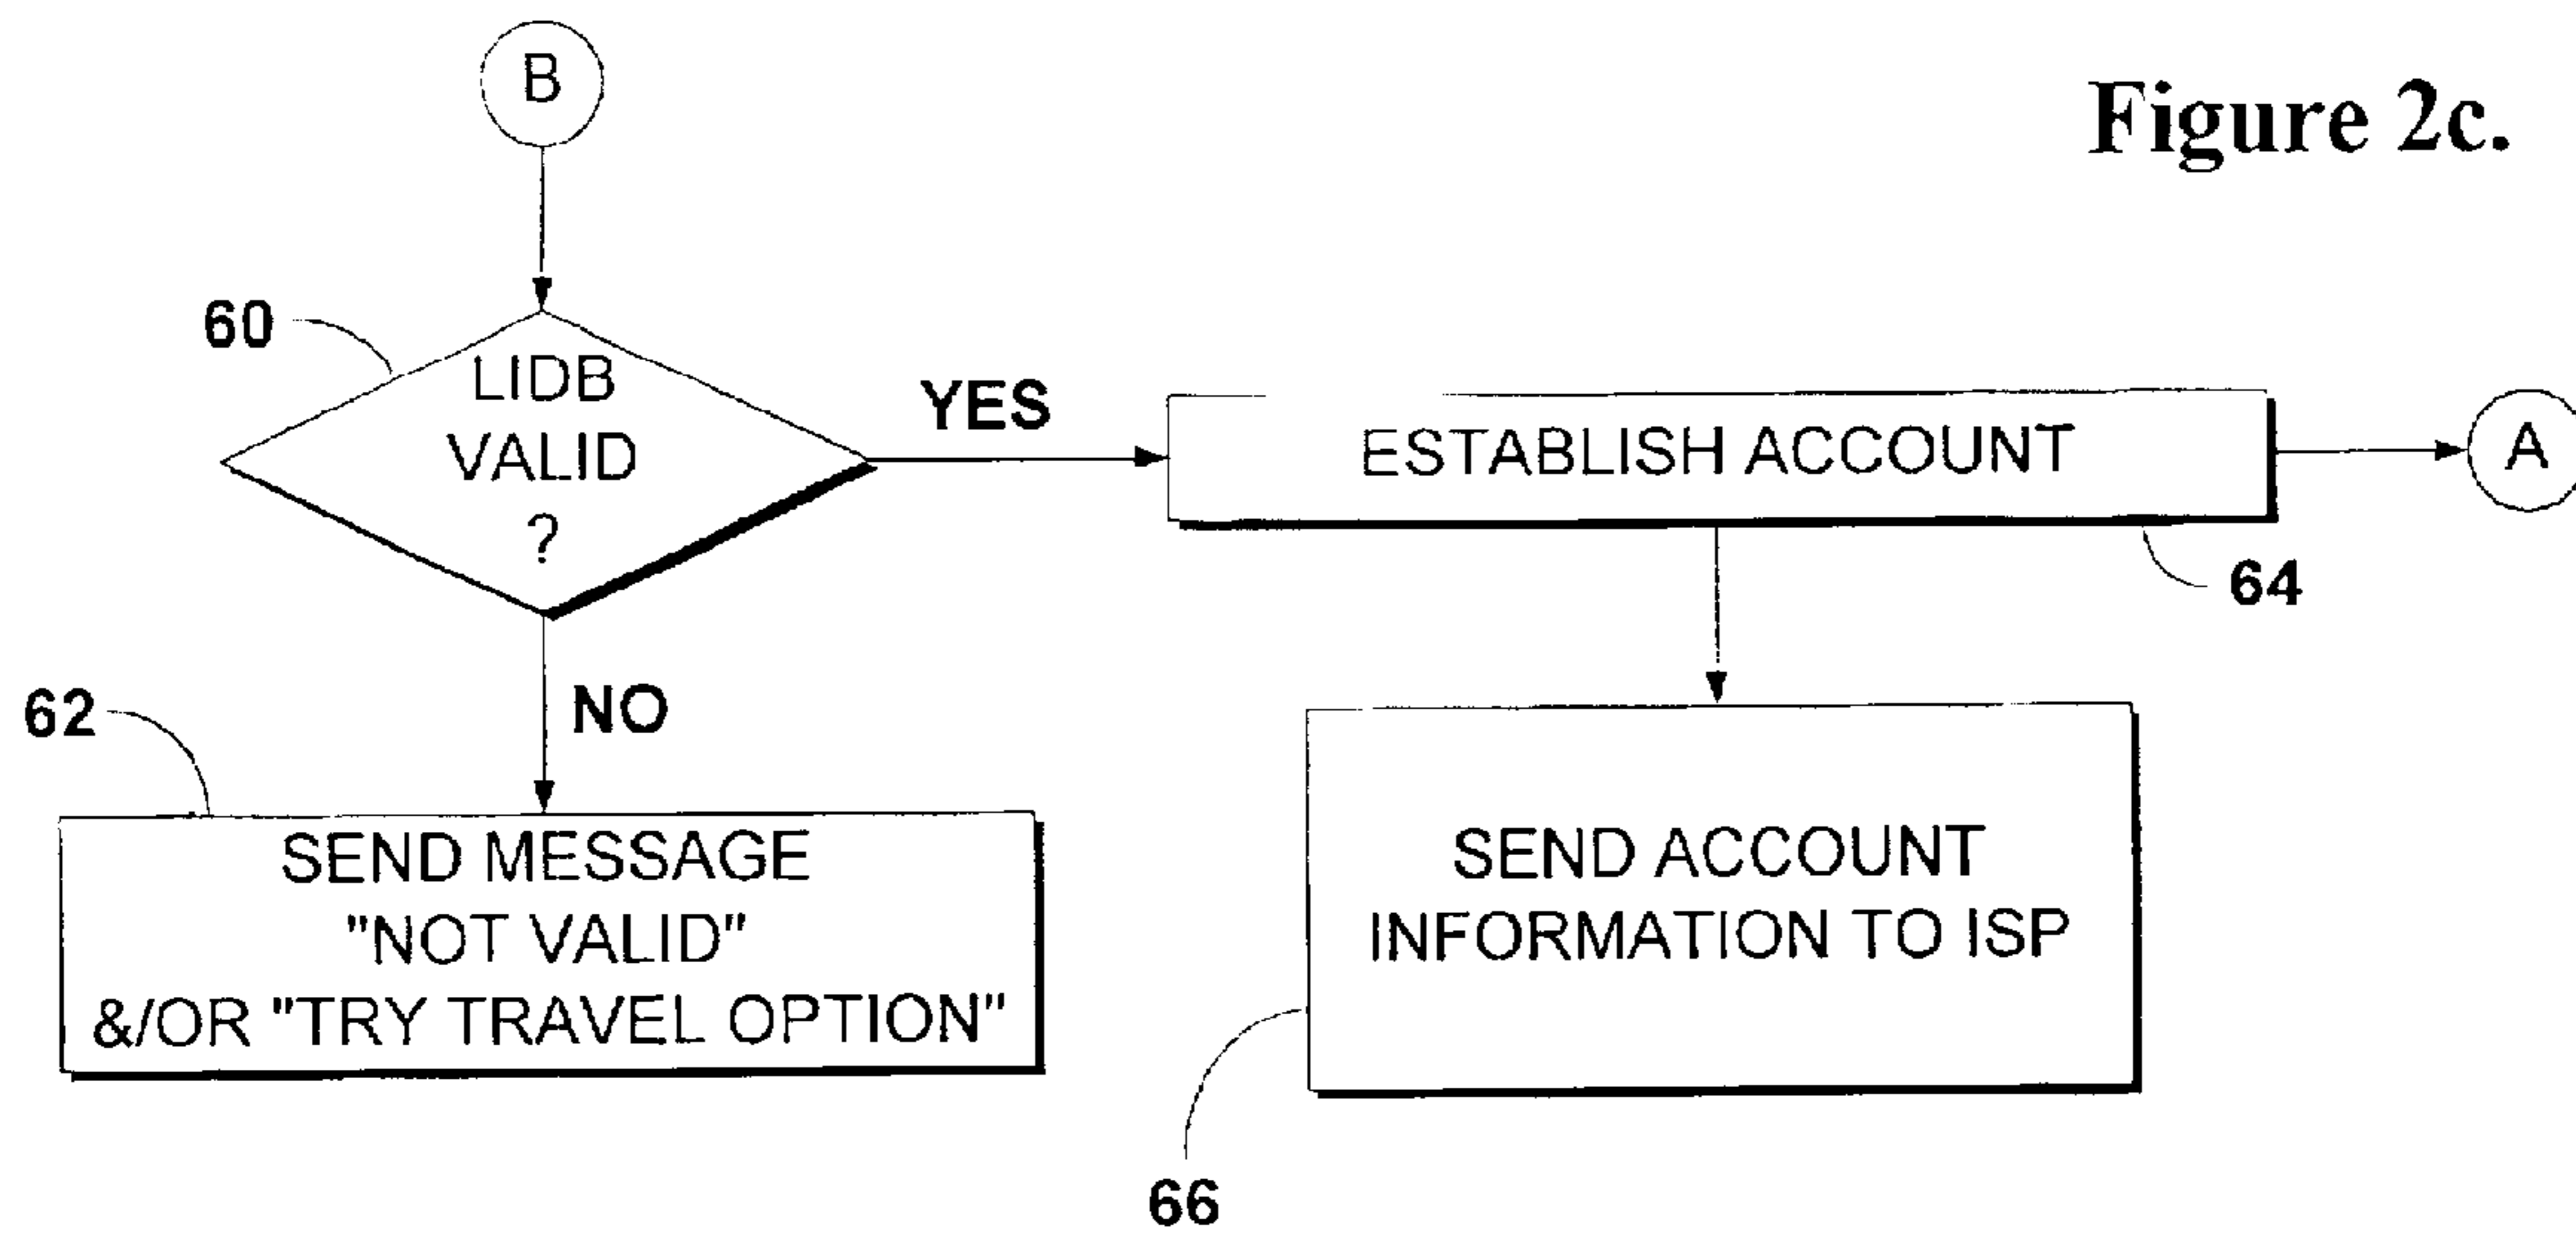 B
Figure 2c.
60
LIDB
VALID
?
YES
ESTABLISH ACCOUNT
A
64
NO
62
SEND MESSAGE
"NOT VALID"
&/OR "TRY TRAVEL OPTION"
SEND ACCOUNT
INFORMATION TO ISP
66